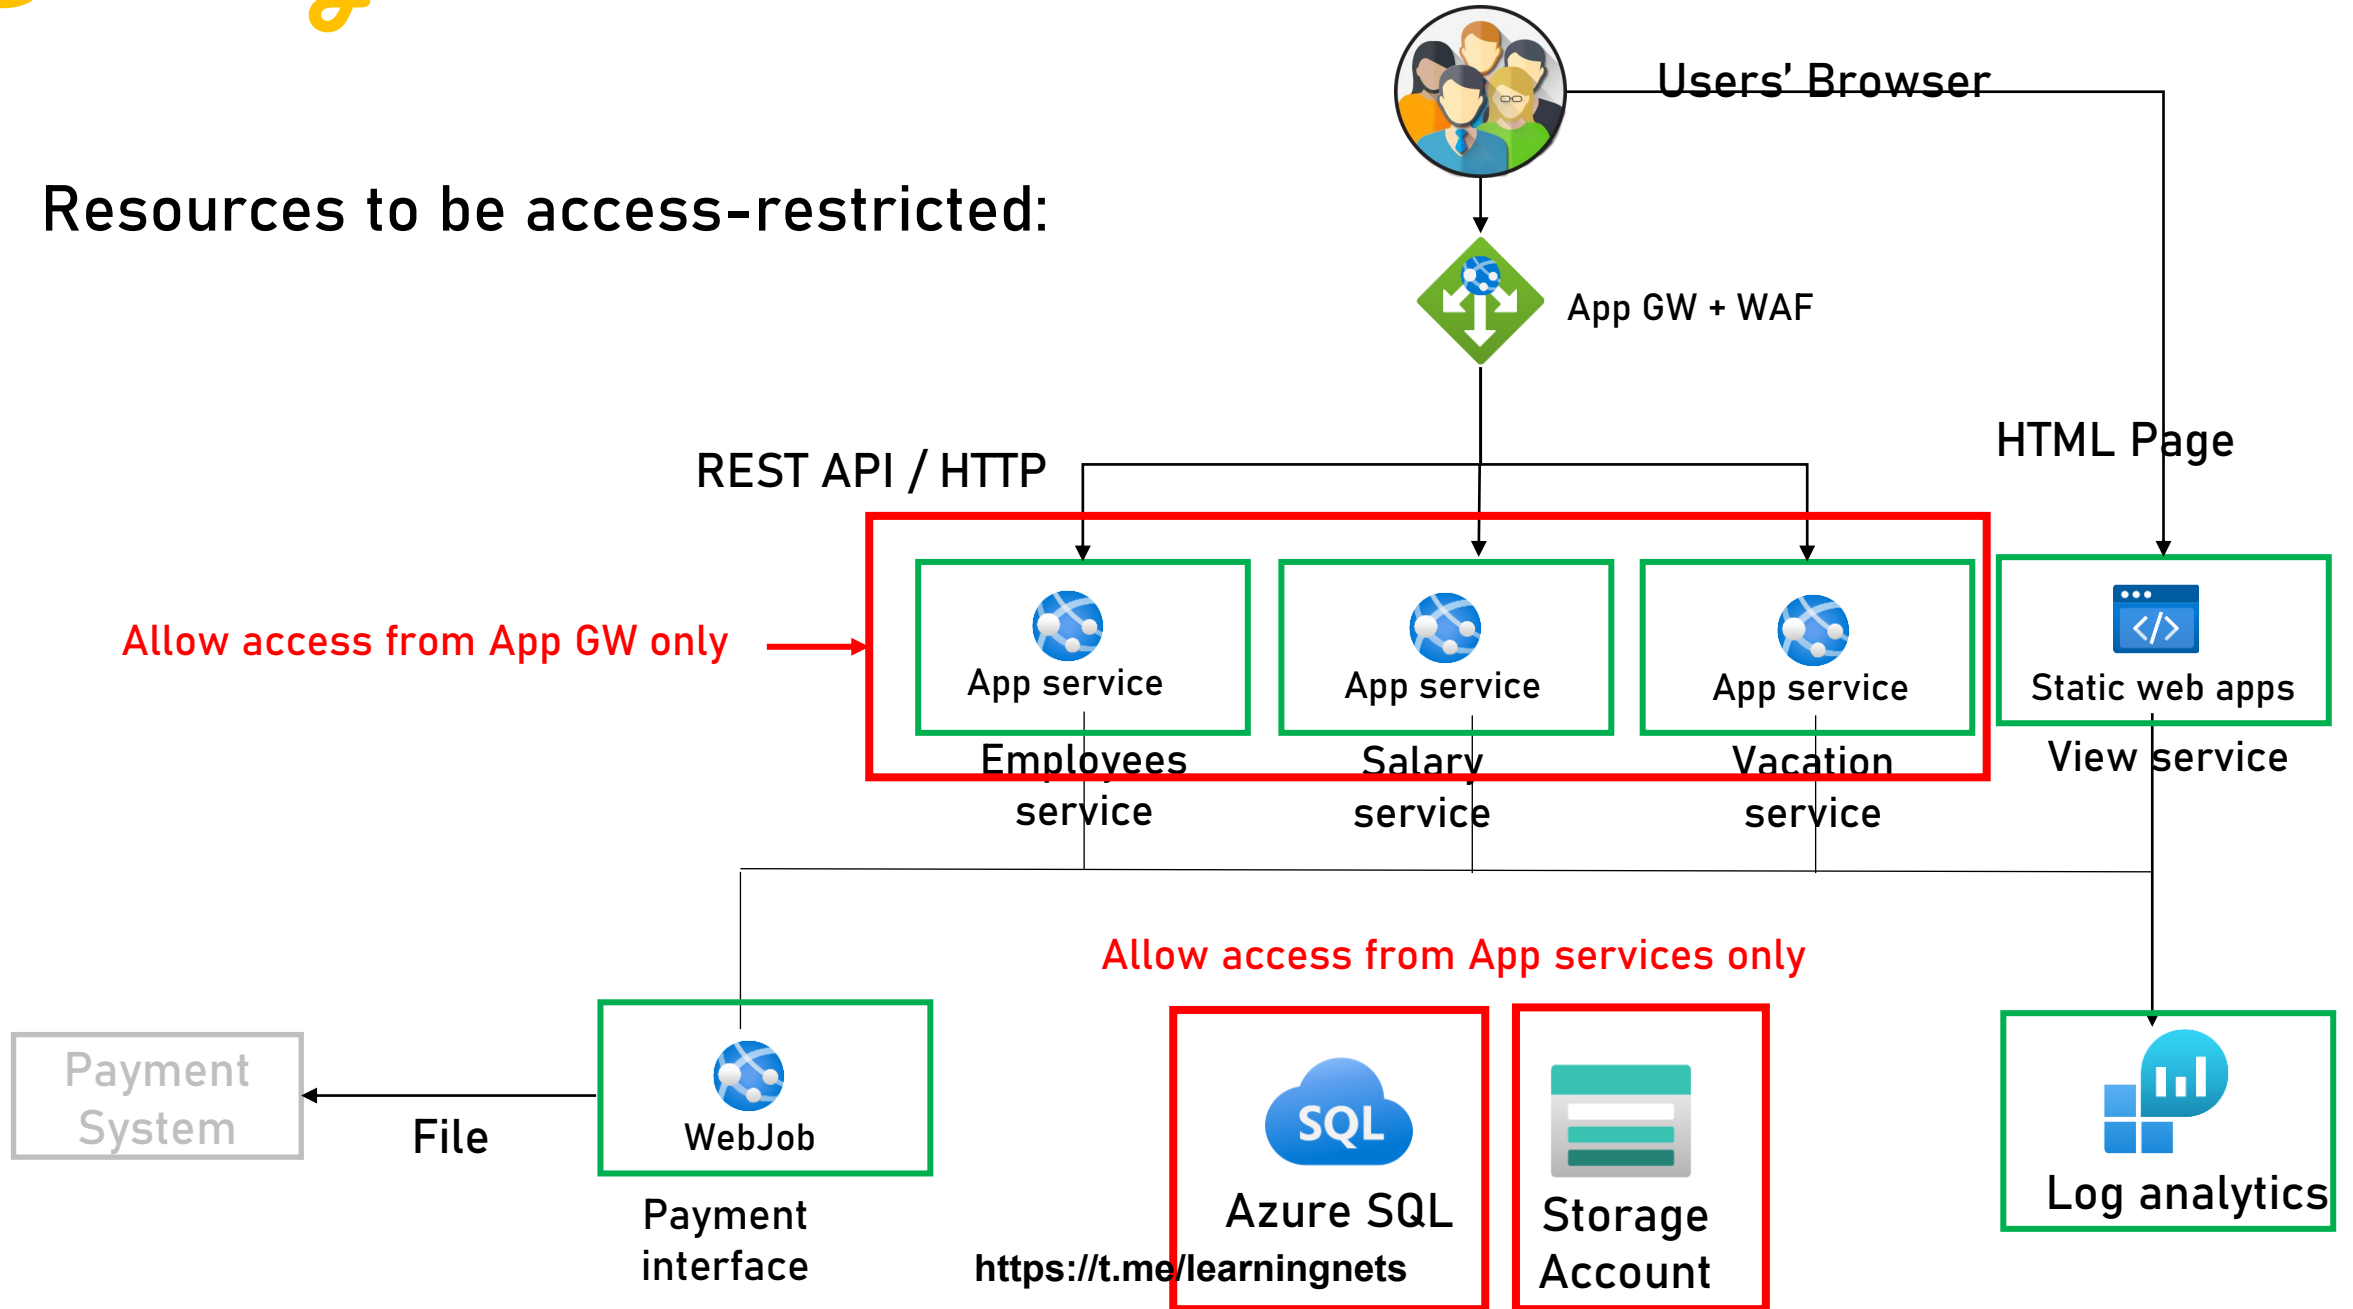 Users' Browser
Resources to be access-restricted:
App GW + WAF
HTML Page
REST API / HTTP
Allow access from App GW only
App service
App service
App service
Static web apps
Employees
service
Salary
service
Vacation
service
View service
Allow access from App services only
Payment
System
File
WebJob
SQL
Payment
interface
Azure SQL
Storage
Account
Log analytics
https://t.me/learningnets